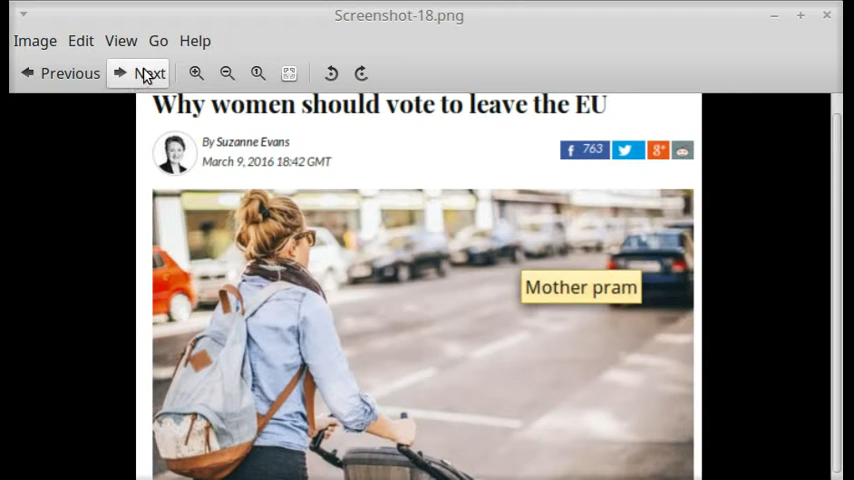 Screenshot-18.png
Image Edit View Go Help
Previous Next
Why women should vote to leave the EU
By Suzanne Evans
March 9, 2016 18:42 GMT
f 763 g+
Mother pram